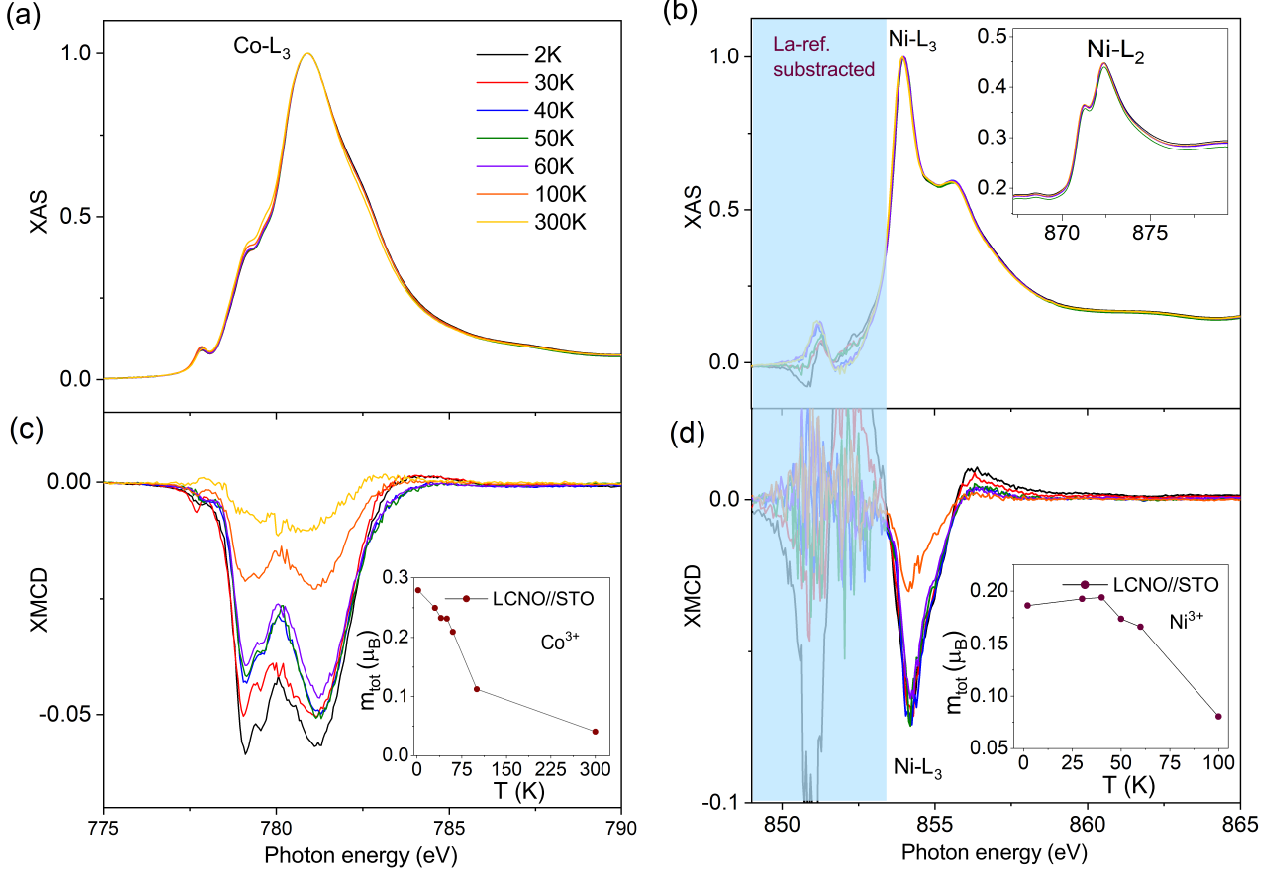 (a)
Co-L3
2K
30K
40K
50K
60K
100K
300K
1.0
0.5
0.0
XAS
(b)
La-ref.
substracted
Ni-L3
1.0
0.5
0.0
XAS
Ni-L2
0.5
0.4
0.3
0.2
870 875
(c)
0.00
-0.05
XMCD
775 780 785 790
Photon energy (eV)
LCNO//STO
Co3+
0.3
0.2
0.1
0.0
mtot (μB)
0 75 150 225 300
T (K)
(d)
0.0
-0.1
XMCD
Ni-L3
850 855 860 865
Photon energy (eV)
LCNO//STO
Ni3+
0.20
0.15
0.10
0.05
mtot (μB)
0 25 50 75 100
T (K)